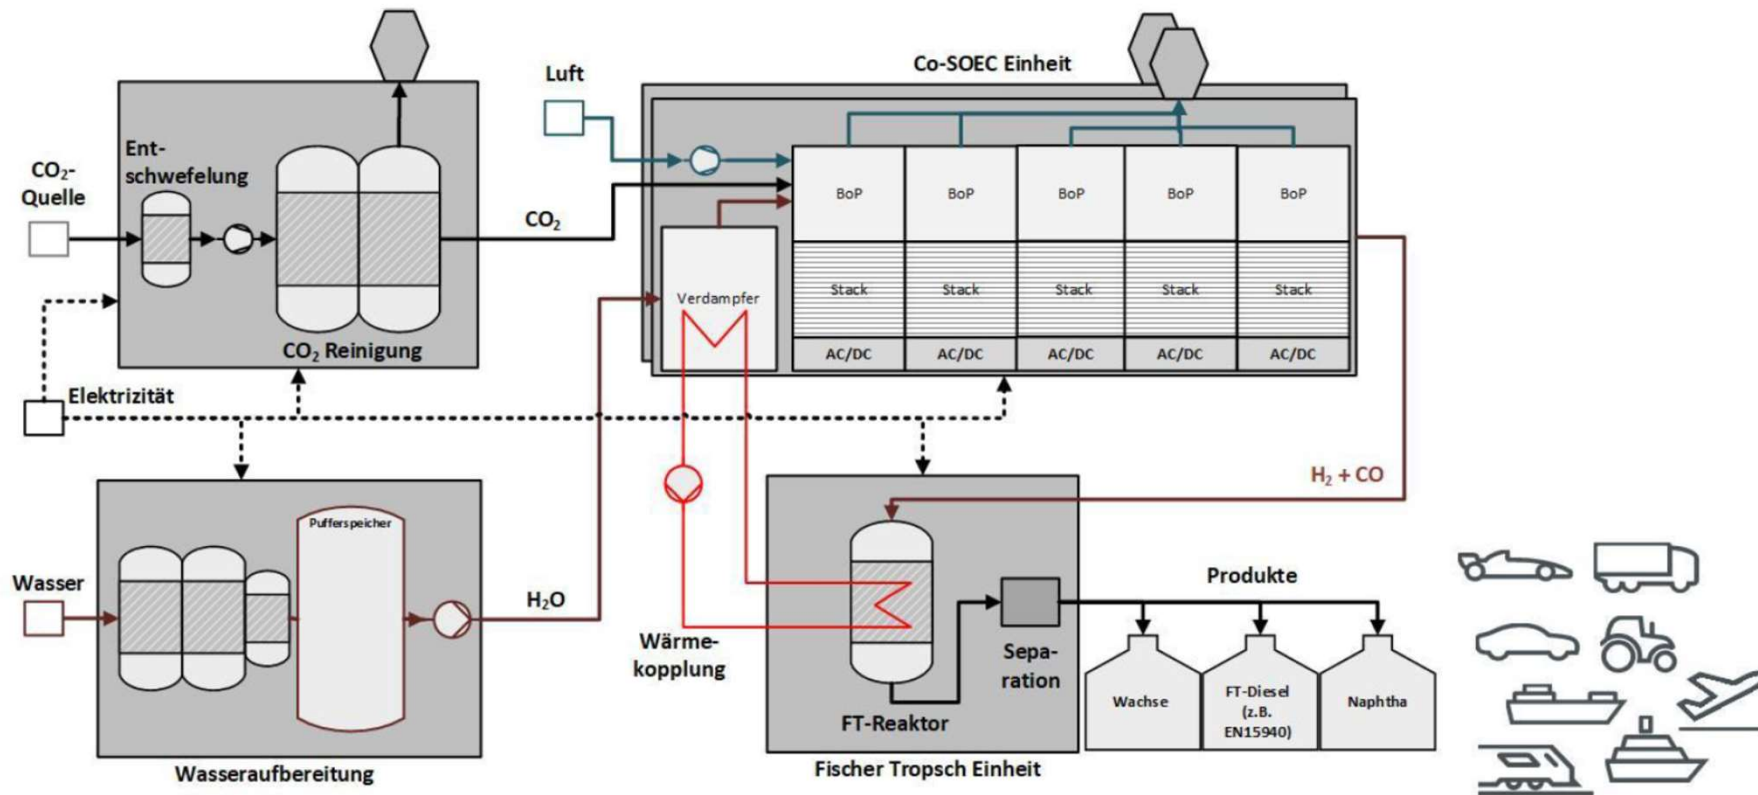 Co-SOEC Einheit
Luft
Ent-
schwefelung
CO₂-
Quelle
CO₂
BoP
BoP
BoP
BoP
BoP
Verdampfer
Stack
Stack
Stack
Stack
Stack
CO₂ Reinigung
AC/DC
AC/DC
AC/DC
AC/DC
AC/DC
Elektrizität
H₂ + CO
Pufferspeicher
Wasser
H₂O
Wärme-
kopplung
Sepa-
ration
FT-Reaktor
Produkte
Wachse
FT-Diesel
(z.B.
EN15940)
Naphtha
Wasseraufbereitung
Fischer Tropsch Einheit